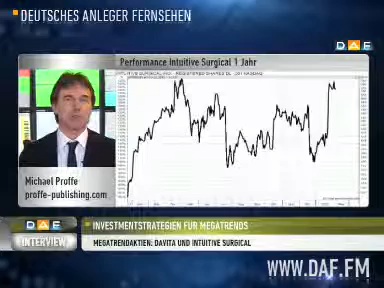 DEUTSCHES ANLEGER FERNSEHEN
DAF
Performance Intuitive Surgical 1 Jahr
Michael Proffe
proffe-publishing.com
DAF
INTERVIEW
INVESTMENTSTRATEGIEN FÜR MEGATRENDS
MEGATRENDAKTIEN: DAVITA UND INTUITIVE SURGICAL
WWW.DAF.FM